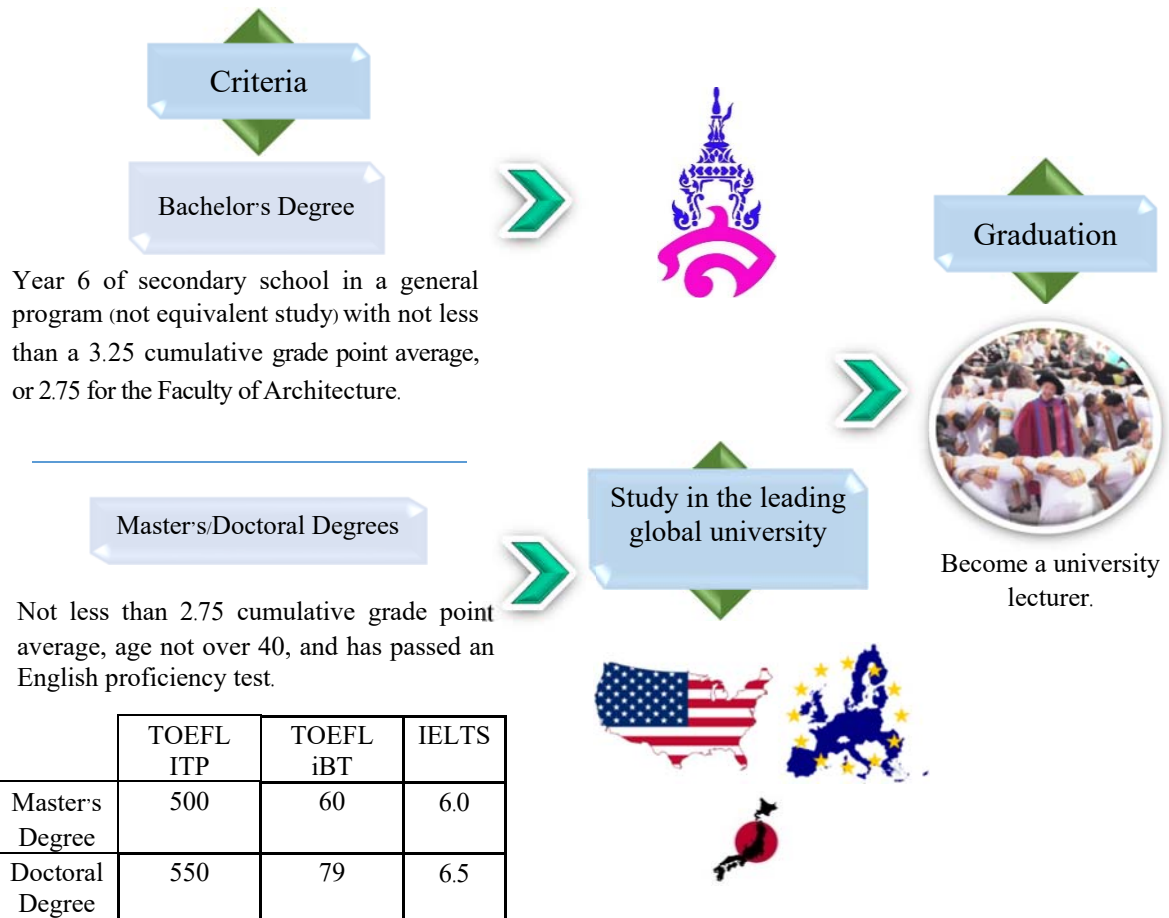 Criteria
Bachelor's Degree
Year 6 of secondary school in a general
program (not equivalent study) with not less
than a 3.25 cumulative grade point average,
or 2.75 for the Faculty of Architecture.
Master's/Doctoral Degrees
Not less than 2.75 cumulative grade point
average, age not over 40, and has passed an
English proficiency test.
TOEFL ITP TOEFL iBT IELTS
Master's Degree 500 60 6.0
Doctoral Degree 550 79 6.5
Study in the leading
global university
Graduation
Become a university
lecturer.